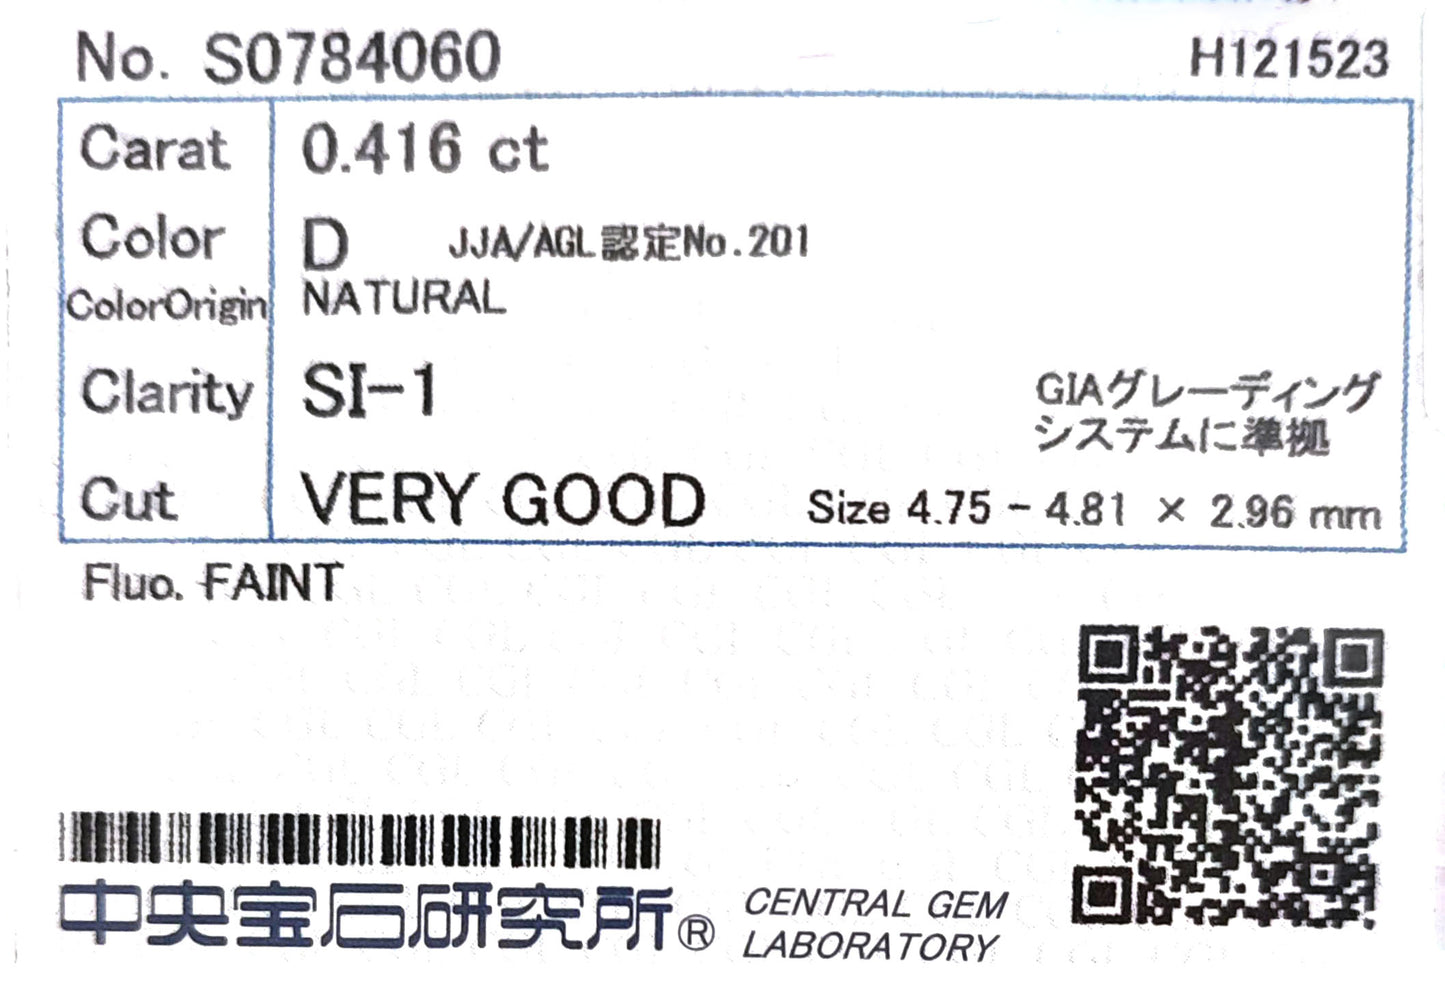 No. S0784060 H121523
Carat 0.416 ct
Color D JJA/AGL認定No.201
ColorOrigin NATURAL
Clarity SI-1 GIAグレーディング
システムに準拠
Cut VERY GOOD Size 4.75 - 4.81 × 2.96 mm
Fluo. FAINT
中央宝石研究所® CENTRAL GEM
LABORATORY